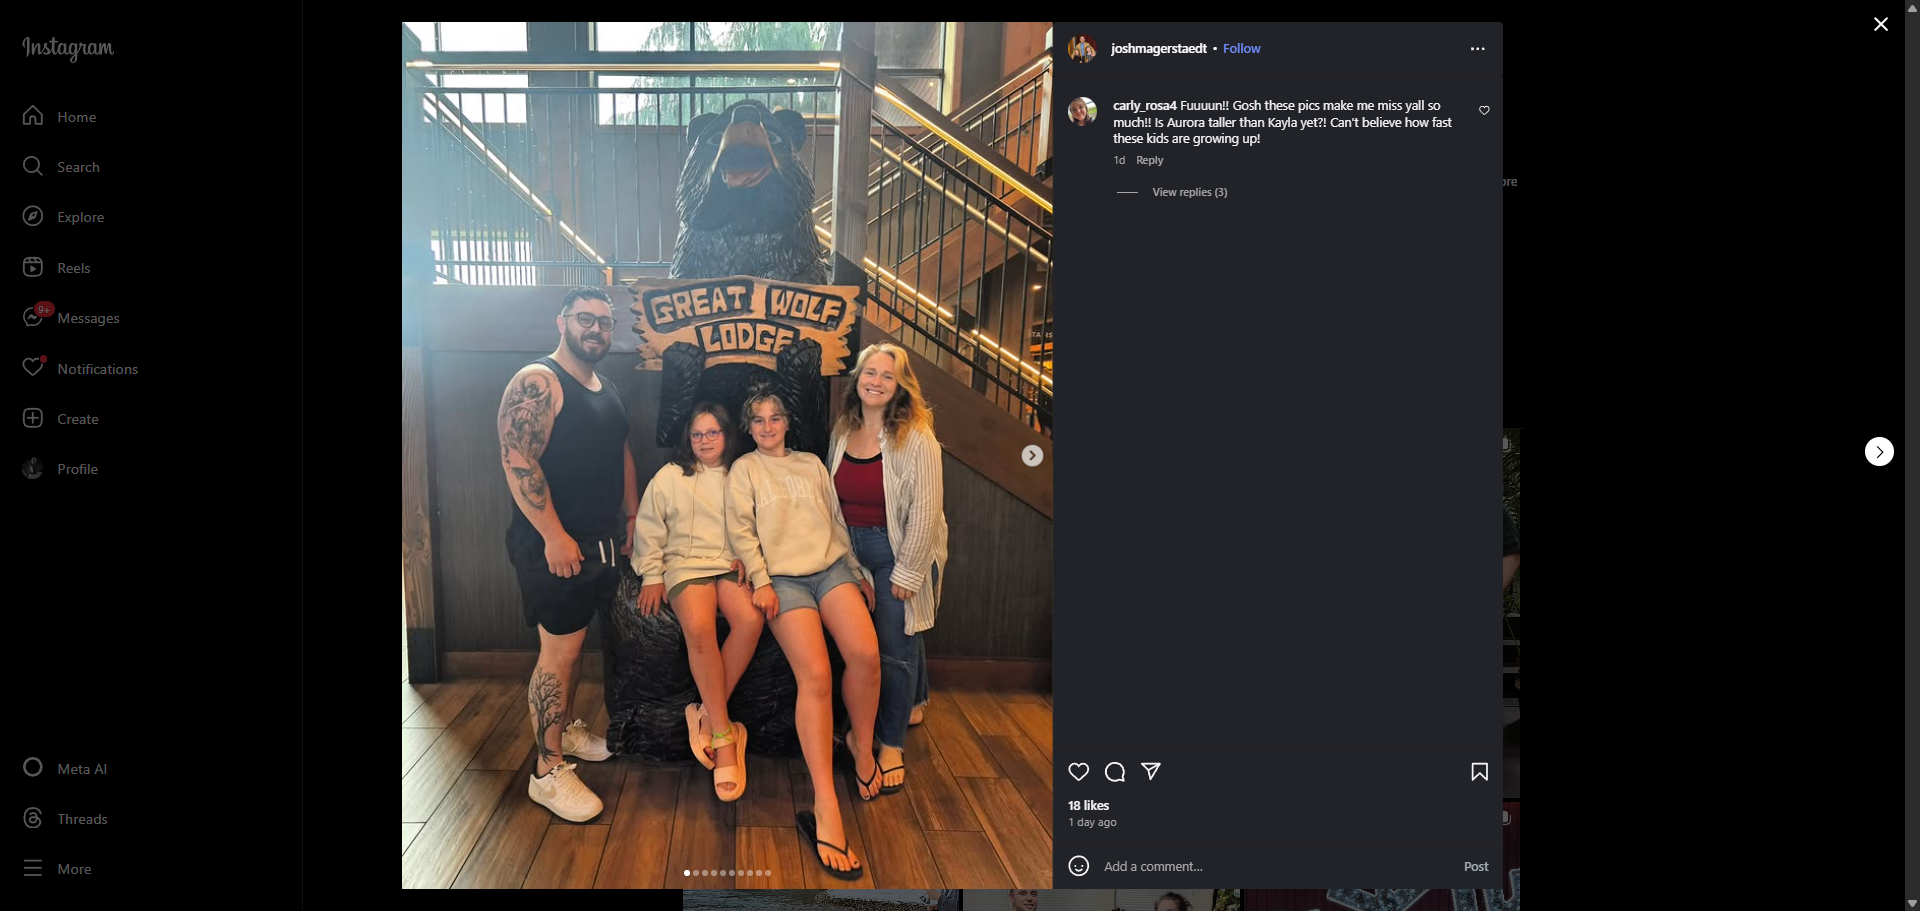 Instagram
Home
Search
Explore
Reels
9+
Messages
Notifications
Create
Profile
Meta AI
Threads
More
GREAT WOLF
LODGE
STAIRS
joshmagerstaedt • Follow
carly_rosa4 Fuuuun!! Gosh these pics make me miss yall so
much!! Is Aurora taller than Kayla yet?! Can't believe how fast
these kids are growing up!
1d Reply
View replies (3)
18 likes
1 day ago
Add a comment...
Post